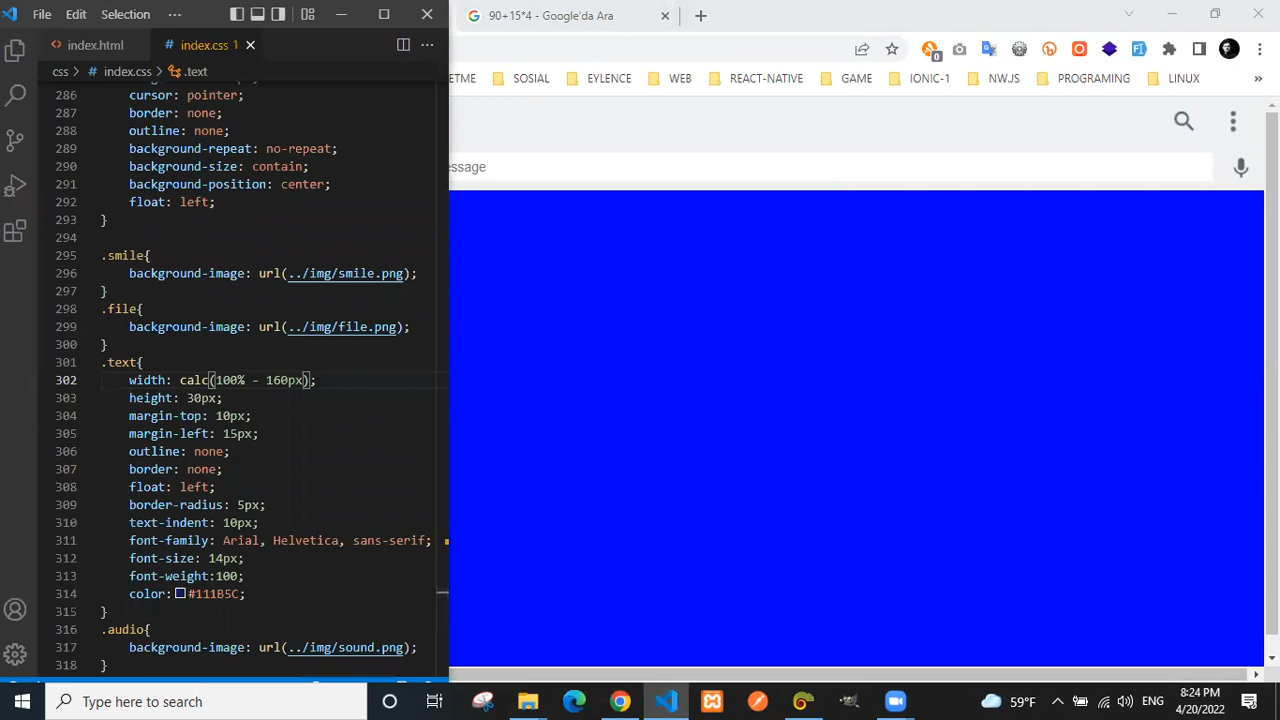 File Edit Selection ···
90+15*4 - Google'da Ara
index.html
index.css 1
css > index.css > .text
0
ETME
SOSIAL
EYLENCE
WEB
REACT-NATIVE
GAME
IONIC-1
NW.JS
PROGRAMING
LINUX
»
essage
286 cursor: pointer;
287 border: none;
288 outline: none;
289 background-repeat: no-repeat;
290 background-size: contain;
291 background-position: center;
292 float: left;
293 }
294
295 .smile{
296 background-image: url(../img/smile.png);
297 }
298 .file{
299 background-image: url(../img/file.png);
300 }
301 .text{
302 width: calc(100% - 160px);
303 height: 30px;
304 margin-top: 10px;
305 margin-left: 15px;
306 outline: none;
307 border: none;
308 float: left;
309 border-radius: 5px;
310 text-indent: 10px;
311 font-family: Arial, Helvetica, sans-serif;
312 font-size: 14px;
313 font-weight:100;
314 color: #111B5C;
315 }
316 .audio{
317 background-image: url(../img/sound.png);
318 }
Type here to search
59°F
ENG
8:24 PM
4/20/2022